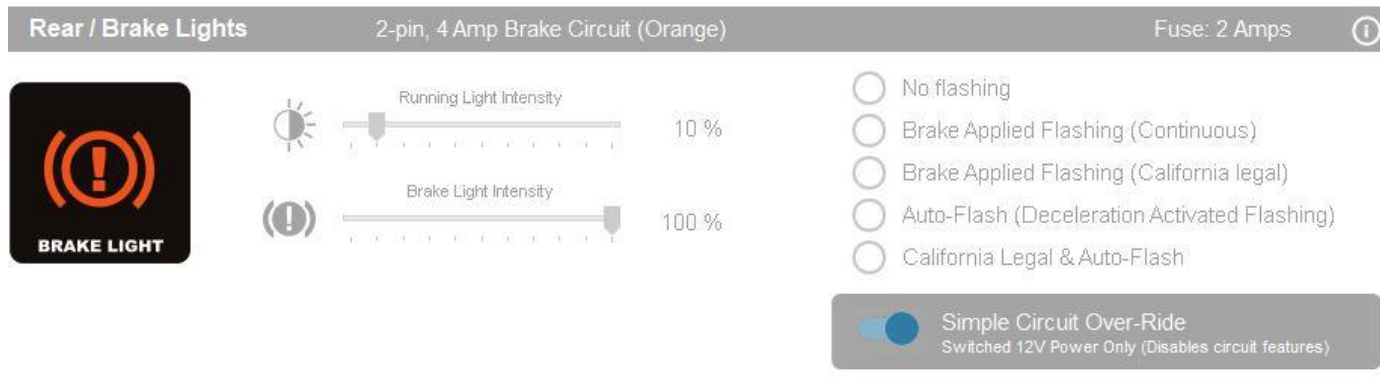 Rear / Brake Lights 2-pin, 4 Amp Brake Circuit (Orange) Fuse: 2 Amps
BRAKE LIGHT
Running Light Intensity
10 %
Brake Light Intensity
100 %
No flashing
Brake Applied Flashing (Continuous)
Brake Applied Flashing (California legal)
Auto-Flash (Deceleration Activated Flashing)
California Legal & Auto-Flash
Simple Circuit Over-Ride
Switched 12V Power Only (Disables circuit features)